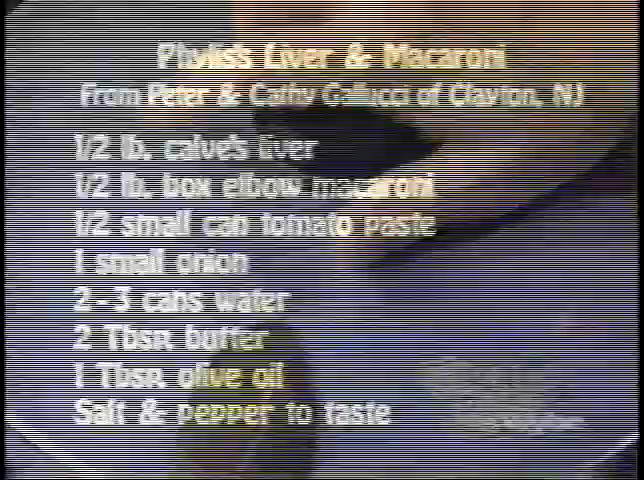 Phyllis's Liver & Macaroni
From Peter & Cathy Gallucci of Clayton, NJ
1/2 lb. calve's liver
1/2 lb. box elbow macaroni
1/2 small can tomato paste
1 small onion
2 - 3 cans water
2 Tbsp. butter
1 Tbsp. olive oil
Salt & pepper to taste